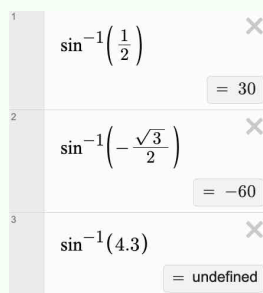 1
sin⁻¹(1/2)
= 30
2
sin⁻¹(−√3/2)
= −60
3
sin⁻¹(4.3)
= undefined